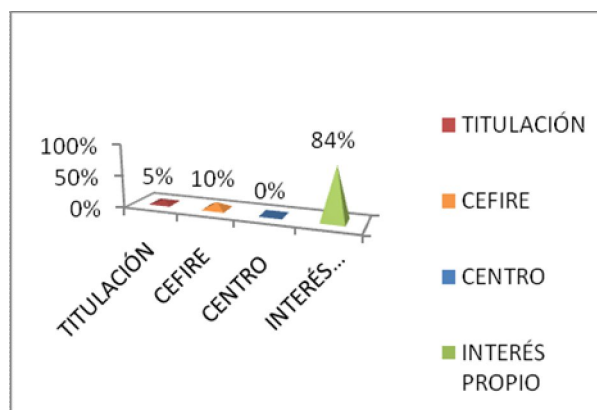 100%
50%
0%
5%
10%
0%
84%
TITULACIÓN
CEFIRE
CENTRO
INTERÉS...
TITULACIÓN
CEFIRE
CENTRO
INTERÉS
PROPIO